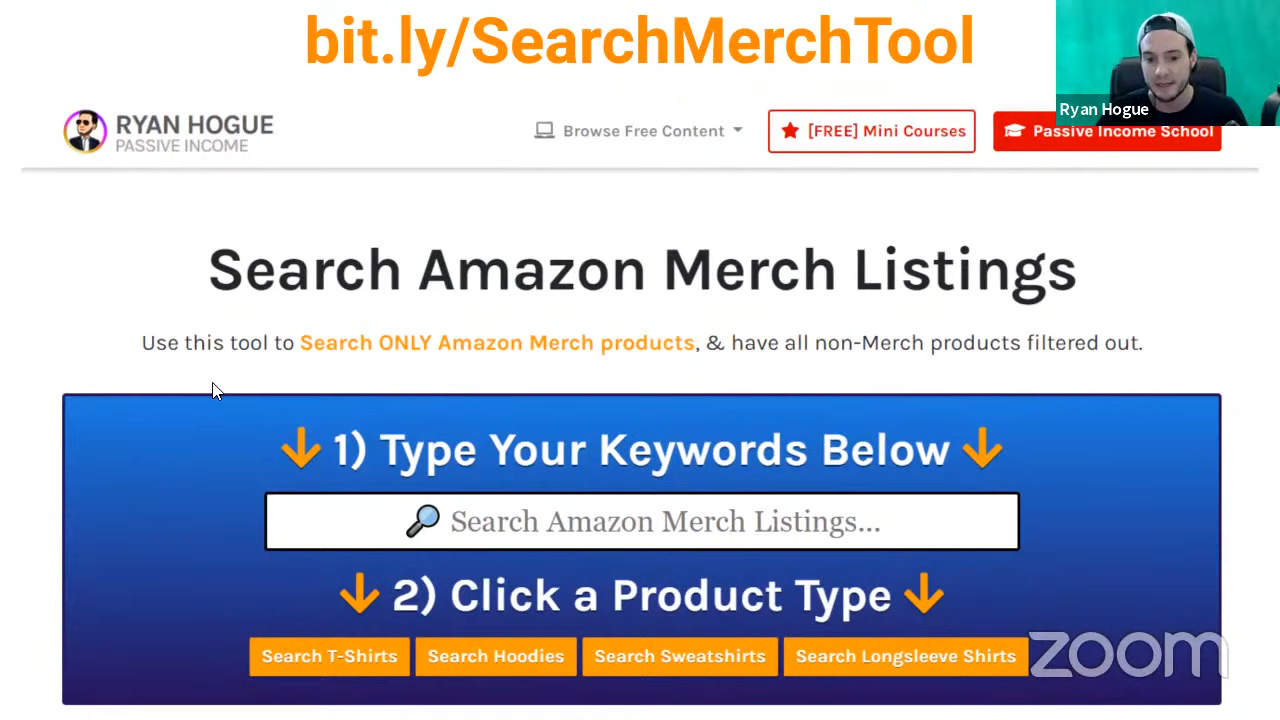 bit.ly/SearchMerchTool
Ryan Hogue
RYAN HOGUE
PASSIVE INCOME
Browse Free Content
[FREE] Mini Courses
Passive Income School
Search Amazon Merch Listings
Use this tool to Search ONLY Amazon Merch products, & have all non-Merch products filtered out.
1) Type Your Keywords Below
Search Amazon Merch Listings...
2) Click a Product Type
Search T-Shirts
Search Hoodies
Search Sweatshirts
Search Longsleeve Shirts
zoom